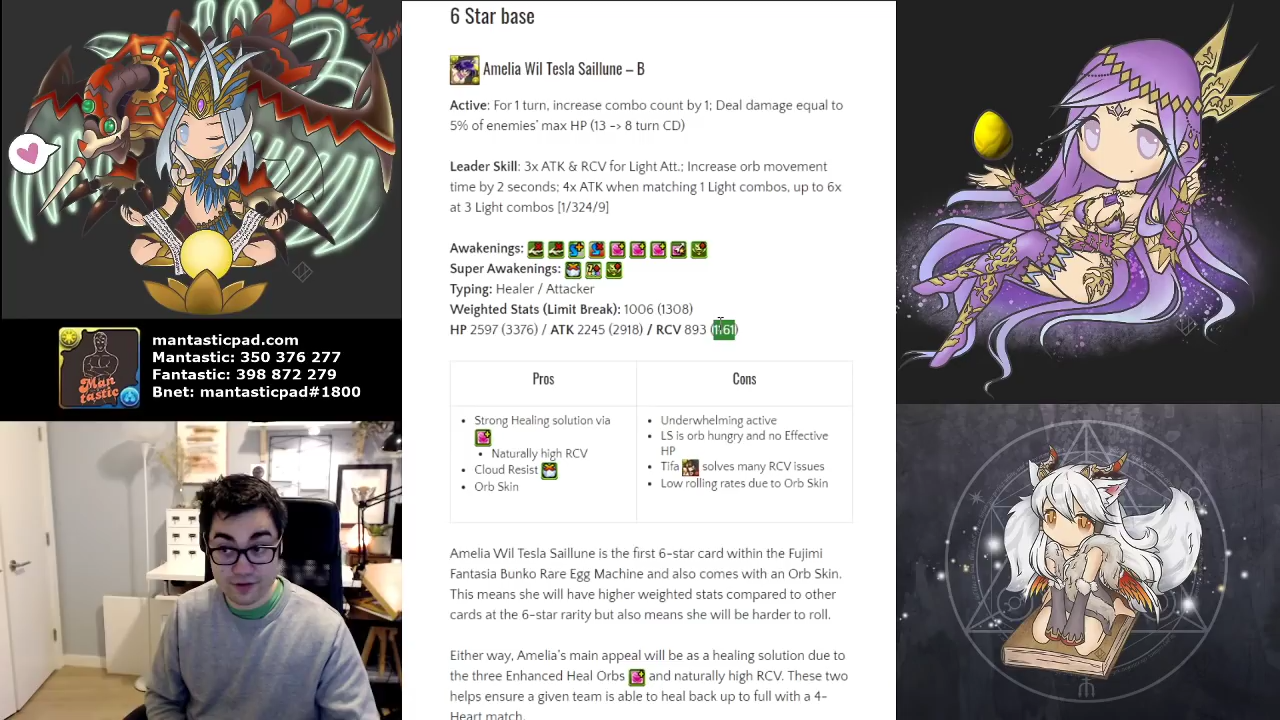 6 Star base
Amelia Wil Tesla Saillune – B
Active: For 1 turn, increase combo count by 1; Deal damage equal to
5% of enemies' max HP (13 -> 8 turn CD)
Leader Skill: 3x ATK & RCV for Light Att.; Increase orb movement
time by 2 seconds; 4x ATK when matching 1 Light combos, up to 6x
at 3 Light combos [1/324/9]
Awakenings:
Super Awakenings:
Typing: Healer / Attacker
Weighted Stats (Limit Break): 1006 (1308)
HP 2597 (3376) / ATK 2245 (2918) / RCV 893 (1161)
Pros
Cons
• Strong Healing solution via
• Naturally high RCV
• Cloud Resist
• Orb Skin
• Underwhelming active
• LS is orb hungry and no Effective
HP
• Tifa solves many RCV issues
• Low rolling rates due to Orb Skin
Amelia Wil Tesla Saillune is the first 6-star card within the Fujimi
Fantasia Bunko Rare Egg Machine and also comes with an Orb Skin.
This means she will have higher weighted stats compared to other
cards at the 6-star rarity but also means she will be harder to roll.
Either way, Amelia's main appeal will be as a healing solution due to
the three Enhanced Heal Orbs and naturally high RCV. These two
helps ensure a given team is able to heal back up to full with a 4-
Heart match.
Man
tastic
mantasticpad.com
Mantastic: 350 376 277
Fantastic: 398 872 279
Bnet: mantasticpad#1800